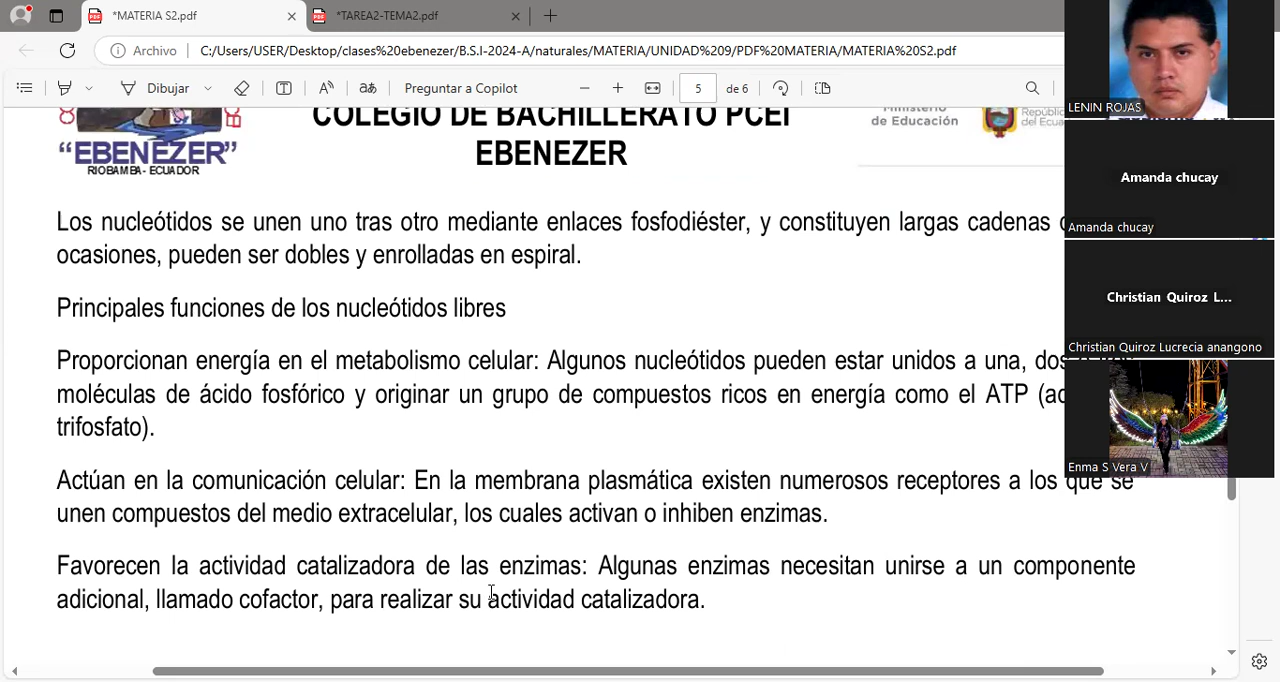 *MATERIA S2.pdf
*TAREA2-TEMA2.pdf
Archivo C:/Users/USER/Desktop/clases%20ebenezer/B.S.I-2024-A/naturales/MATERIA/UNIDAD%209/PDF%20MATERIA/MATERIA%20S2.pdf
Dibujar Preguntar a Copilot 5 de 6
COLEGIO DE BACHILLERATO PCEI
EBENEZER
"EBENEZER"
RIOBAMBA - ECUADOR
Ministerio
de Educación
Los nucleótidos se unen uno tras otro mediante enlaces fosfodiéster, y constituyen largas cadenas
ocasiones, pueden ser dobles y enrolladas en espiral.
Principales funciones de los nucleótidos libres
Proporcionan energía en el metabolismo celular: Algunos nucleótidos pueden estar unidos a una, dos
moléculas de ácido fosfórico y originar un grupo de compuestos ricos en energía como el ATP
trifosfato).
Actúan en la comunicación celular: En la membrana plasmática existen numerosos receptores a los que se
unen compuestos del medio extracelular, los cuales activan o inhiben enzimas.
Favorecen la actividad catalizadora de las enzimas: Algunas enzimas necesitan unirse a un componente
adicional, llamado cofactor, para realizar su actividad catalizadora.
LENIN ROJAS
Amanda chucay
Amanda chucay
Christian Quiroz L...
Christian Quiroz Lucrecia anangono
Enma S Vera V